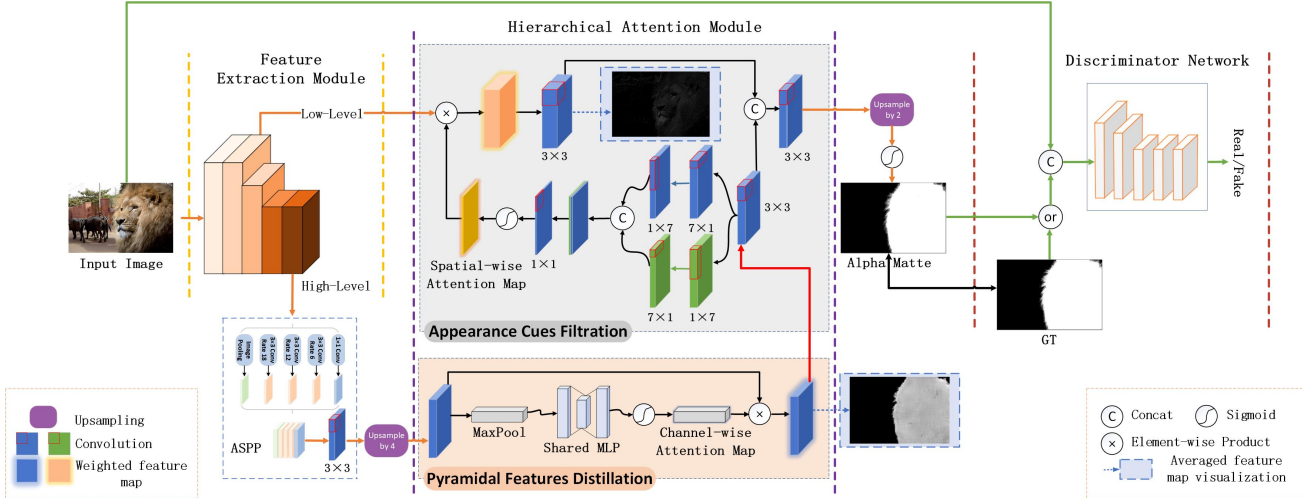 Hierarchical Attention Module
Feature
Extraction Module
Discriminator Network
Low-Level
High-Level
Input Image
3×3
Upsample
by 2
C
3×3
3×3
1×7
7×1
C
1×1
Spatial-wise
Attention Map
7×1
1×7
Appearance Cues Filtration
Alpha Matte
C
or
GT
Real/Fake
Image
Pooling
3×3 Conv
Rate 18
3×3 Conv
Rate 12
3×3 Conv
Rate 6
1×1 Conv
ASPP
3×3
Upsample
by 4
MaxPool
Shared MLP
Channel-wise
Attention Map
Pyramidal Features Distillation
Upsampling
Convolution
Weighted feature
map
C
Concat
Sigmoid
Element-wise Product
Averaged feature
map visualization